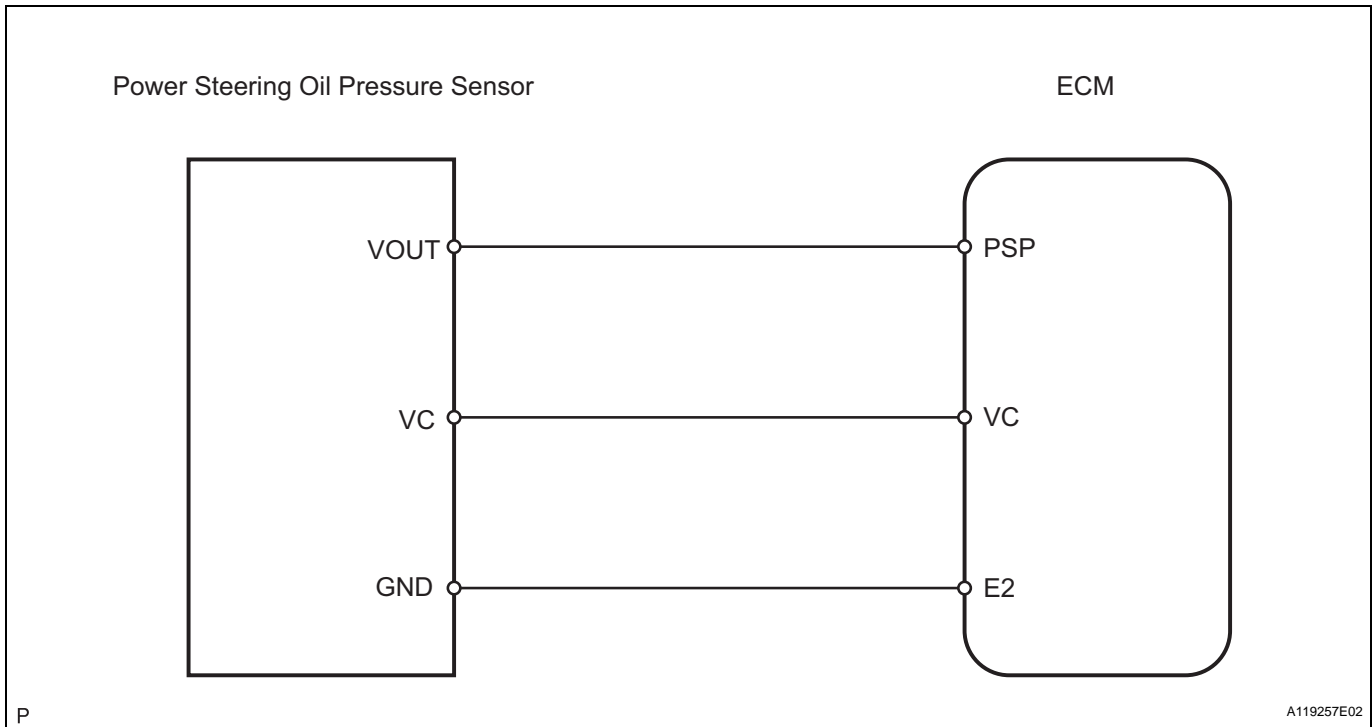 Power Steering Oil Pressure Sensor
ECM
VOUT
PSP
VC
VC
GND
E2
P
A119257E02